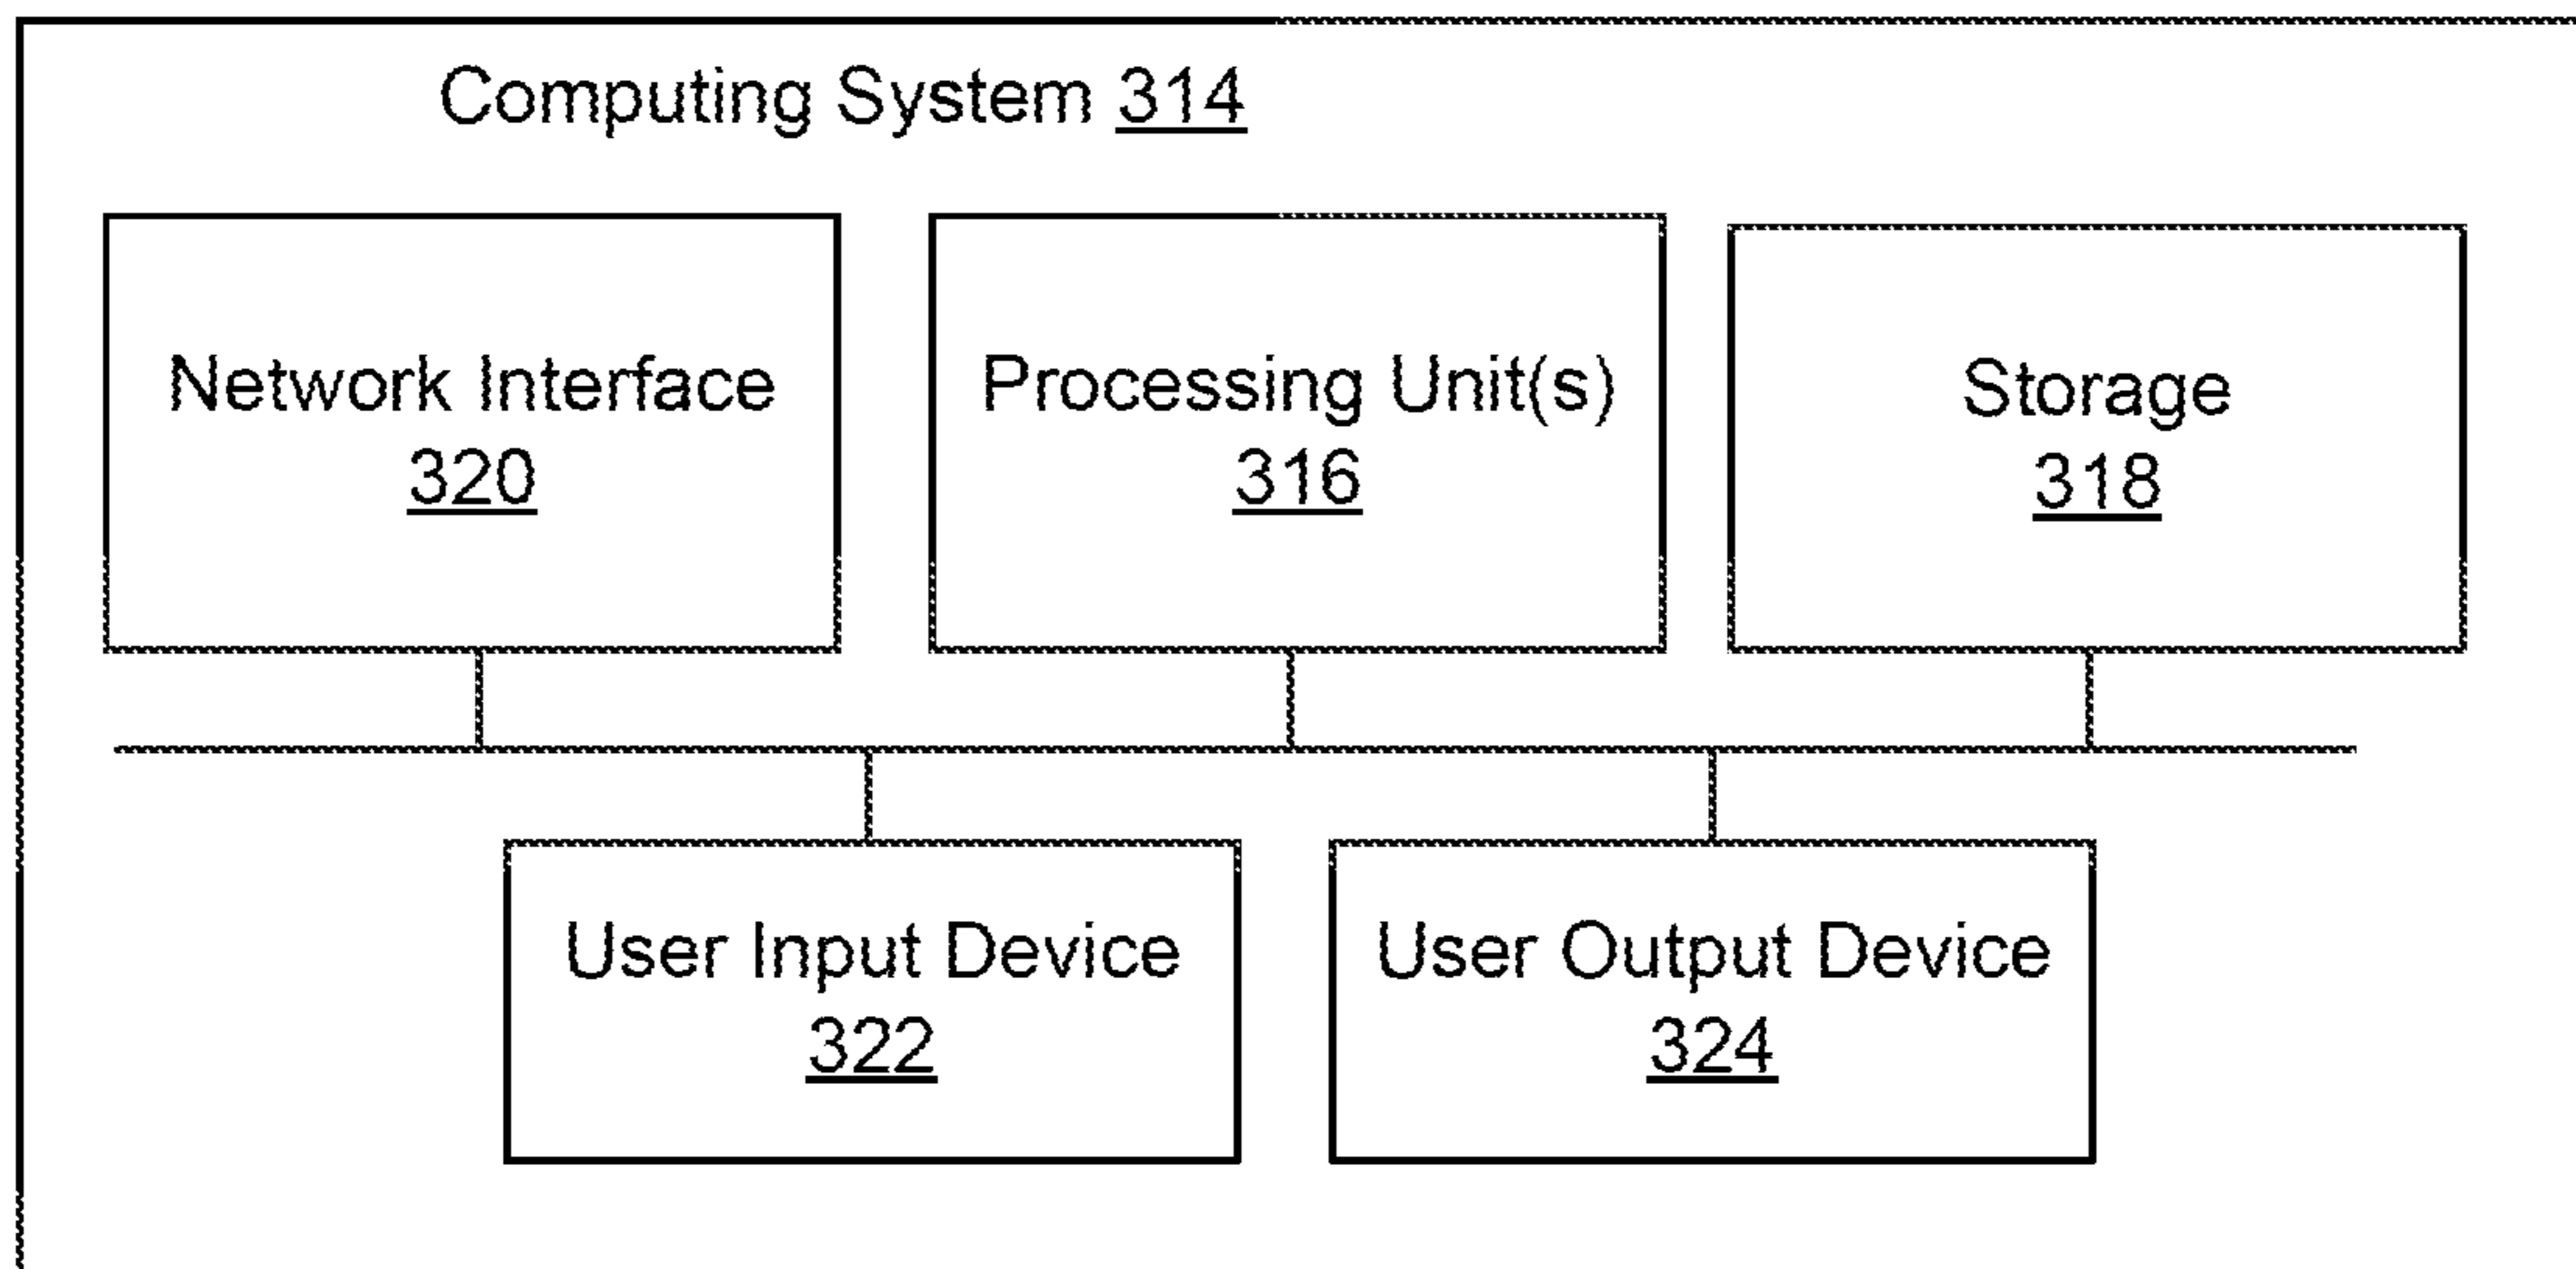 Computing System 314
Network Interface
320
Processing Unit(s)
316
Storage
318
User Input Device
322
User Output Device
324